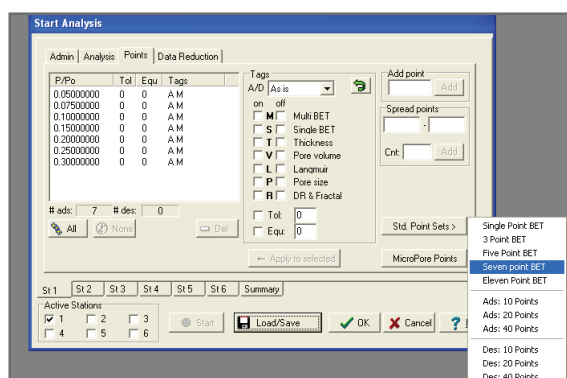 Start Analysis
Admin Analysis Points Data Reduction
P/Po Tol Equ Tags
0.05000000 0 0 A M
0.07500000 0 0 A M
0.10000000 0 0 A M
0.15000000 0 0 A M
0.20000000 0 0 A M
0.25000000 0 0 A M
0.30000000 0 0 A M
# ads: 7 # des: 0
All None Del
Tags
A/D As is
on off
M Multi BET
S Single BET
T Thickness
V Pore volume
L Langmuir
P Pore size
R DR & Fractal
Tol: 0
Equ: 0
← Apply to selected
Add point
Add
Spread points
-
Cnt: Add
Std. Point Sets >
MicroPore Points
Single Point BET
3 Point BET
Five Point BET
Seven point BET
Eleven Point BET
Ads: 10 Points
Ads: 20 Points
Ads: 40 Points
Des: 10 Points
Des: 20 Points
Des: 40 Points
St 1 St 2 St 3 St 4 St 5 St 6 Summary
Active Stations
1 2 3
4 5 6
Start Load/Save OK Cancel ?